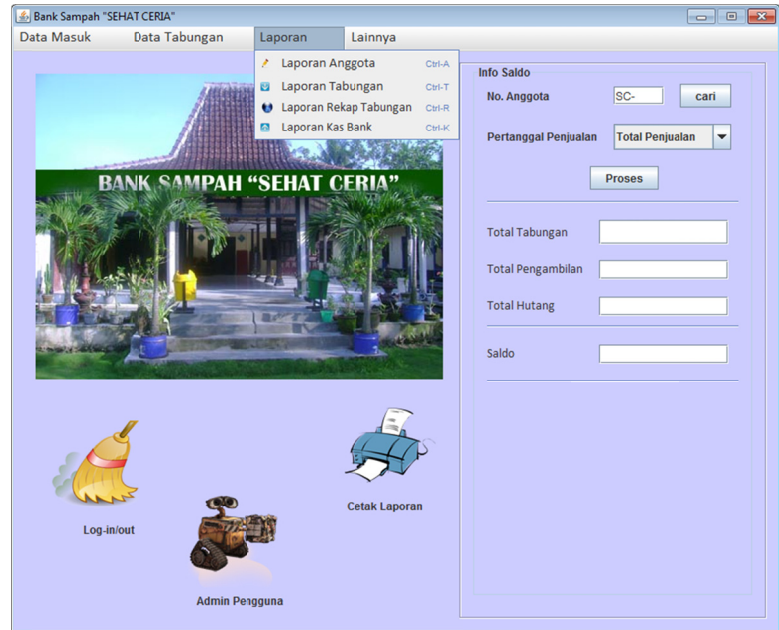 Bank Sampah "SEHAT CERIA"
Data Masuk Data Tabungan Laporan Lainnya
Laporan Anggota Ctrl-A
Laporan Tabungan Ctrl-T
Laporan Rekap Tabungan Ctrl-R
Laporan Kas Bank Ctrl-K
BANK SAMPAH “SEHAT CERIA”
Info Saldo
No. Anggota SC- cari
Pertanggal Penjualan Total Penjualan
Proses
Total Tabungan
Total Pengambilan
Total Hutang
Saldo
Log-in/out
Admin Pengguna
Cetak Laporan